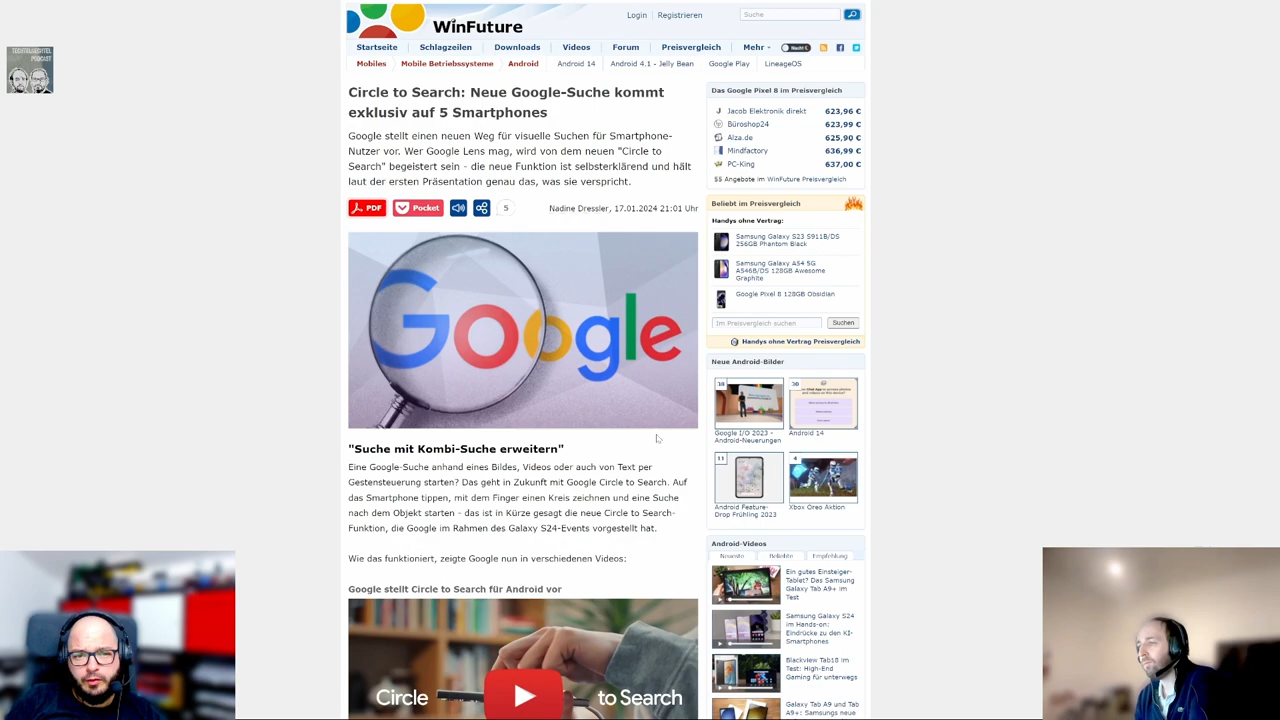 TECHTELMECHTEL
PODCAST
WinFuture
Login
Registrieren
Suche
Startseite
Schlagzeilen
Downloads
Videos
Forum
Preisvergleich
Mehr
Mobiles
Mobile Betriebssysteme
Android
Android 14
Android 4.1 - Jelly Bean
Google Play
LineageOS
Circle to Search: Neue Google-Suche kommt
exklusiv auf 5 Smartphones
Google stellt einen neuen Weg für visuelle Suchen für Smartphone-
Nutzer vor. Wer Google Lens mag, wird von dem neuen "Circle to
Search" begeistert sein - die neue Funktion ist selbsterklärend und hält
laut der ersten Präsentation genau das, was sie verspricht.
PDF
Pocket
5
Nadine Dressler, 17.01.2024 21:01 Uhr
Google
"Suche mit Kombi-Suche erweitern"
Eine Google-Suche anhand eines Bildes, Videos oder auch von Text per
Gestensteuerung starten? Das geht in Zukunft mit Google Circle to Search. Auf
das Smartphone tippen, mit dem Finger einen Kreis zeichnen und eine Suche
nach dem Objekt starten - das ist in Kürze gesagt die neue Circle to Search-
Funktion, die Google im Rahmen des Galaxy S24-Events vorgestellt hat.
Wie das funktioniert, zeigte Google nun in verschiedenen Videos:
Google stellt Circle to Search für Android vor
Circle to Search
Das Google Pixel 8 im Preisvergleich
Jacob Elektronik direkt 623,96 €
Büroshop24 623,99 €
Alza.de 625,90 €
Mindfactory 636,99 €
PC-King 637,00 €
55 Angebote im WinFuture Preisvergleich
Beliebt im Preisvergleich
Handys ohne Vertrag:
Samsung Galaxy S23 S911B/DS
256GB Phantom Black
Samsung Galaxy A54 5G
A546B/DS 128GB Awesome
Graphite
Google Pixel 8 128GB Obsidian
Im Preisvergleich suchen
Suchen
Handys ohne Vertrag Preisvergleich
Neue Android-Bilder
Google I/O 2023 -
Android-Neuerungen
Android 14
11
4
Android Feature-
Drop Frühling 2023
Xbox Oreo Aktion
Android-Videos
Neueste
Beliebte
Empfehlung
Ein gutes Einsteiger-
Tablet? Das Samsung
Galaxy Tab A9+ im
Test
Samsung Galaxy S24
im Hands-on:
Eindrücke zu den KI-
Smartphones
Blackview Tab18 im
Test: High-End
Gaming für unterwegs
Galaxy Tab A9 und Tab
A9+: Samsungs neue